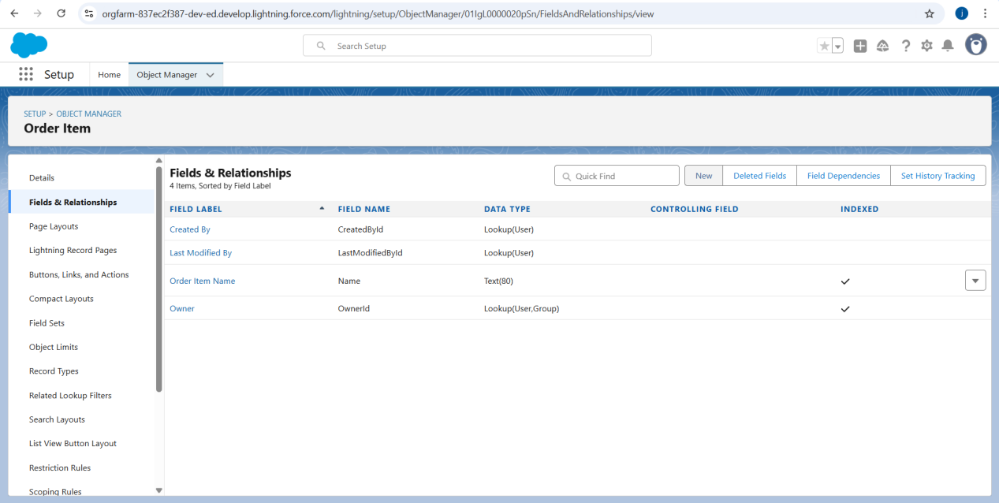 orgfarm-837ec2f387-dev-ed.develop.lightning.force.com/lightning/setup/ObjectManager/01IgL0000020pSn/FieldsAndRelationships/view
j
Search Setup
Setup
Home
Object Manager
SETUP > OBJECT MANAGER
Order Item
Details
Fields & Relationships
Page Layouts
Lightning Record Pages
Buttons, Links, and Actions
Compact Layouts
Field Sets
Object Limits
Record Types
Related Lookup Filters
Search Layouts
List View Button Layout
Restriction Rules
Scoping Rules
Fields & Relationships
4 Items, Sorted by Field Label
Quick Find
New
Deleted Fields
Field Dependencies
Set History Tracking
FIELD LABEL FIELD NAME DATA TYPE CONTROLLING FIELD INDEXED
Created By CreatedById Lookup(User)
Last Modified By LastModifiedById Lookup(User)
Order Item Name Name Text(80)
Owner OwnerId Lookup(User,Group)